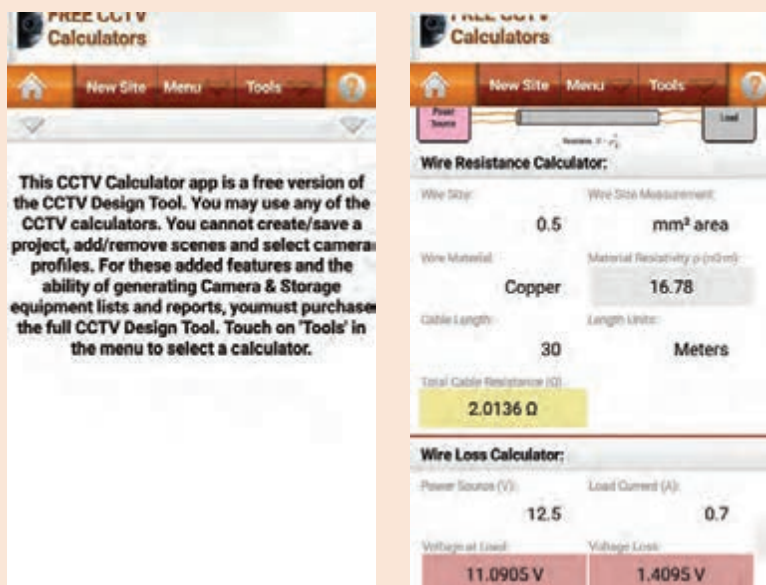 FREE CCTV
Calculators
New Site Menu Tools
This CCTV Calculator app is a free version of
the CCTV Design Tool. You may use any of the
CCTV calculators. You cannot create/save a
project, add/remove scenes and select camera
profiles. For these added features and the
ability of generating Camera & Storage
equipment lists and reports, youmust purchase
the full CCTV Design Tool. Touch on 'Tools' in
the menu to select a calculator.
FREE CCTV
Calculators
New Site Menu Tools
Power
Source
Load
Wire Resistance Calculator:
Wire Size: Wire Size Measurement:
0.5 mm² area
Wire Material: Material Resistivity ρ (nΩm):
Copper 16.78
Cable Length: Length Units:
30 Meters
Total Cable Resistance (Ω)
2.0136 Ω
Wire Loss Calculator:
Power Source (V): Load Current (A):
12.5 0.7
Voltage at Load: Voltage Loss:
11.0905 V 1.4095 V